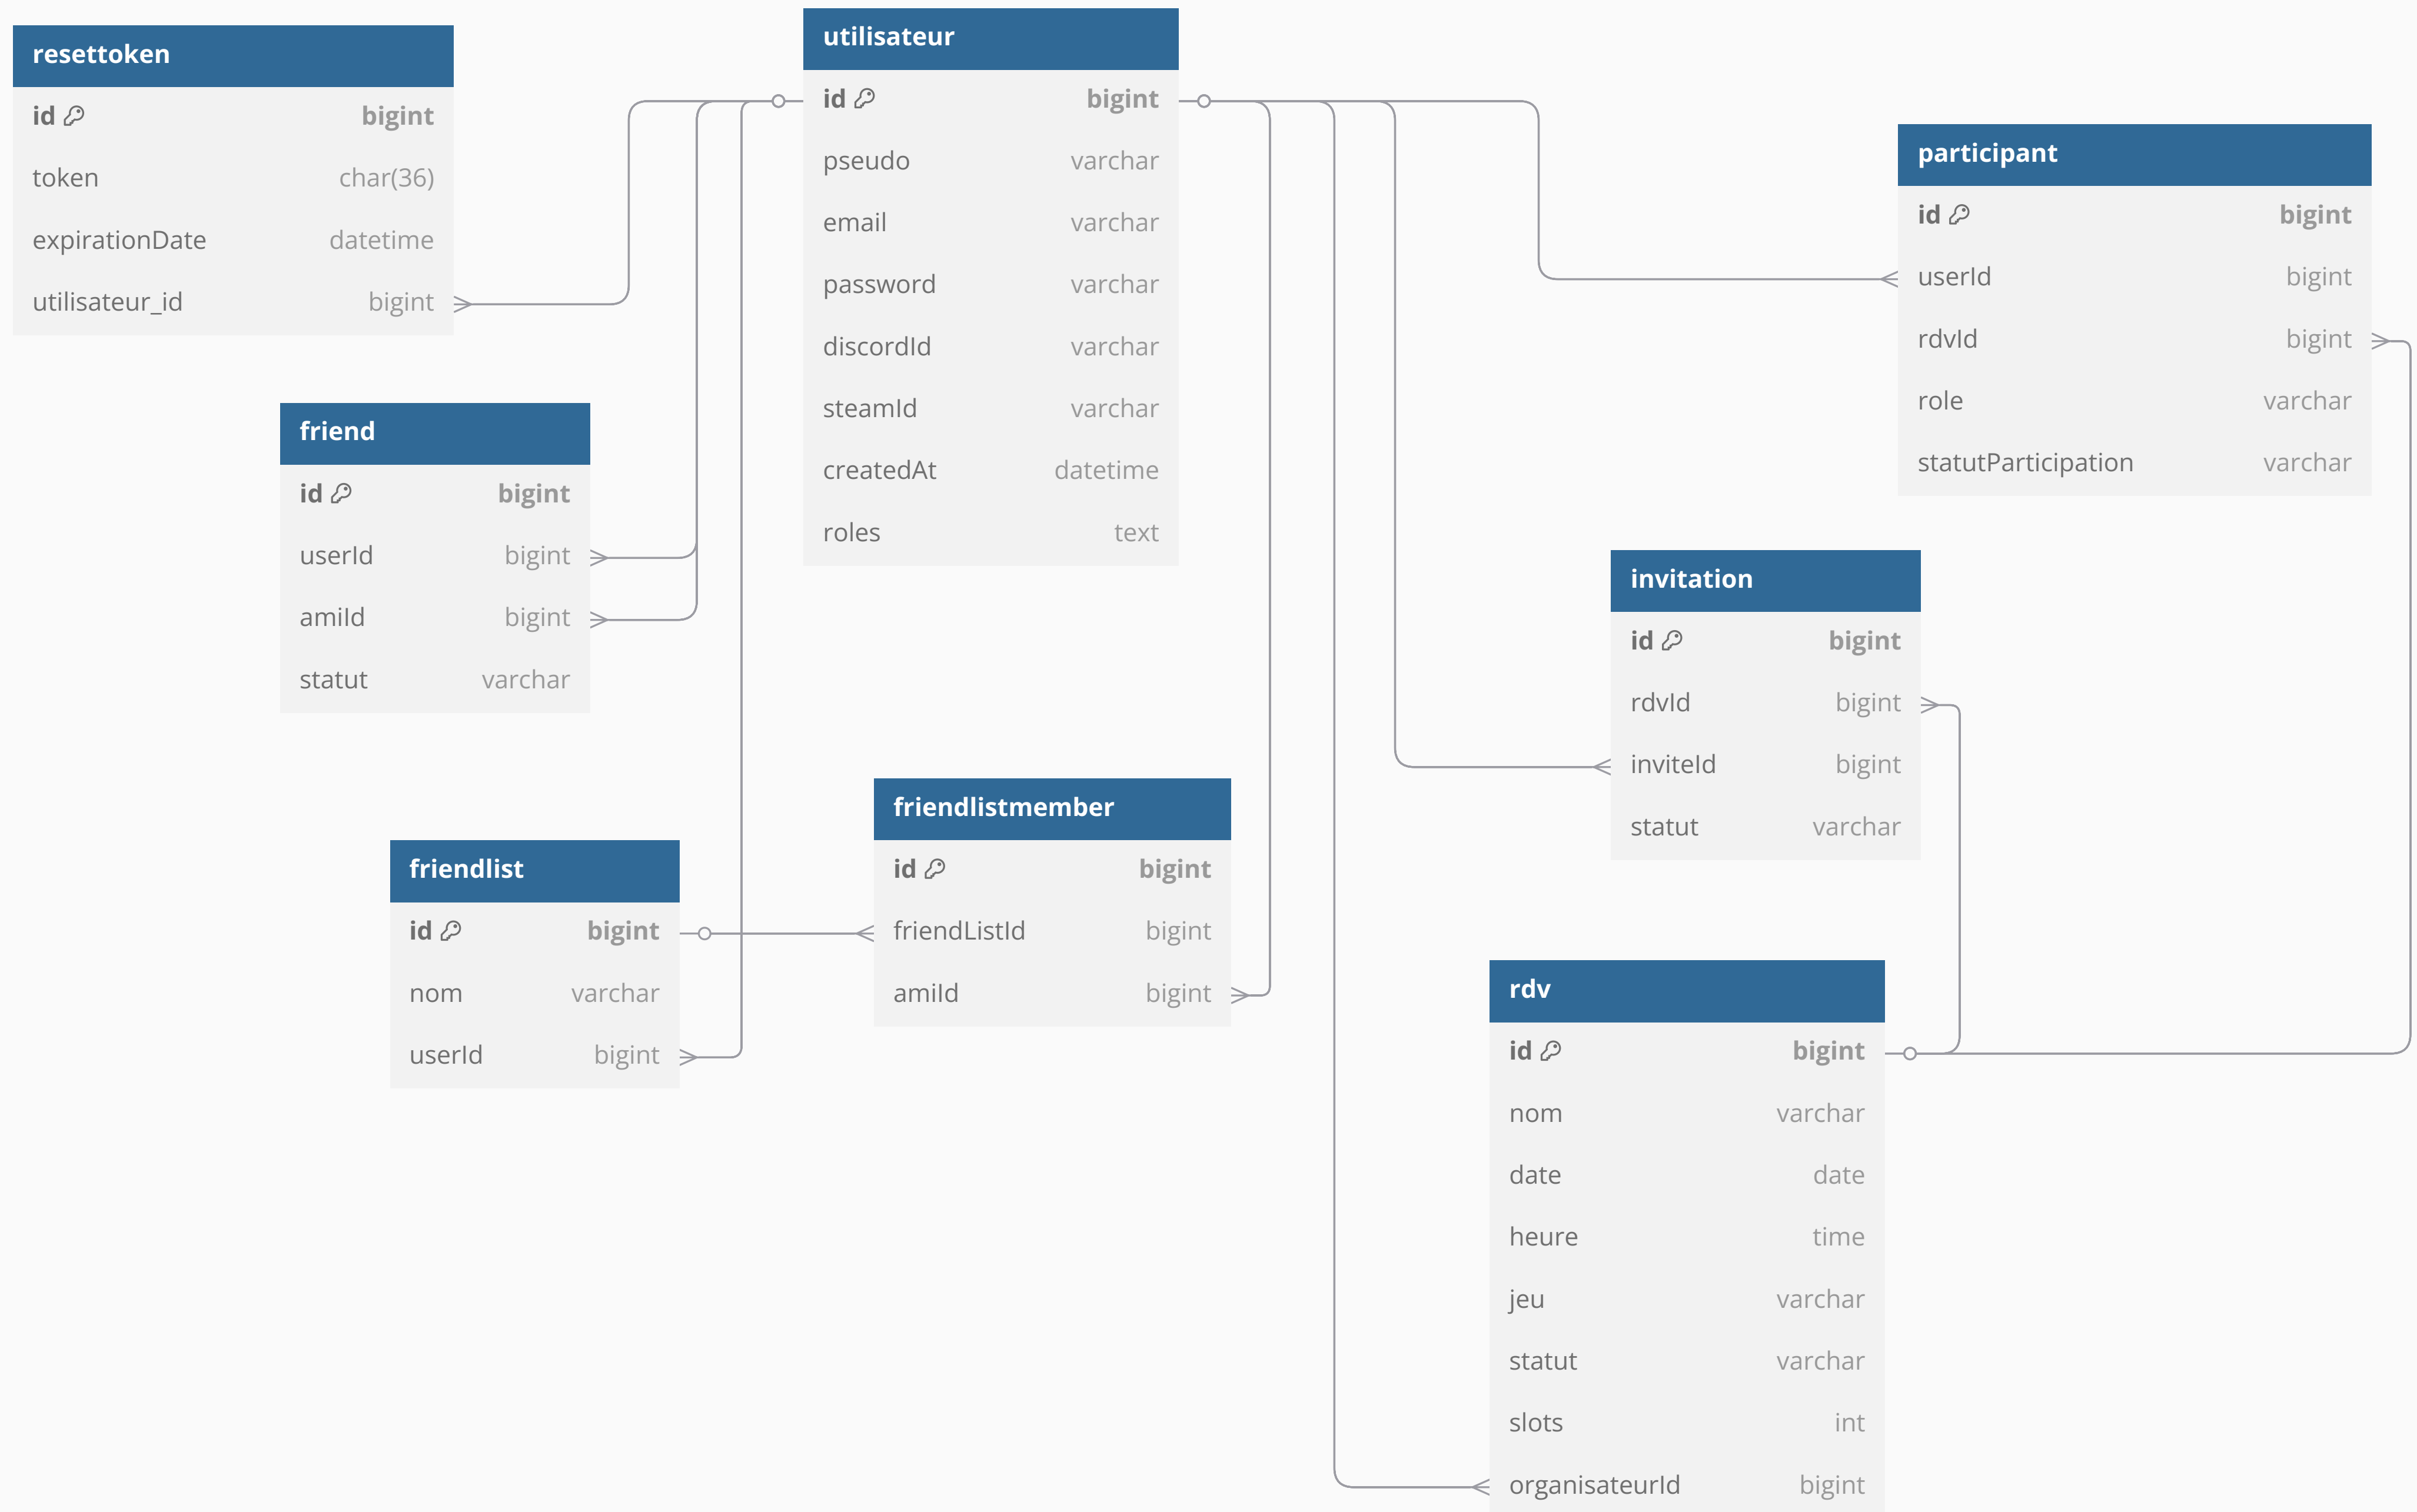 resettoken
id bigint
token char(36)
expirationDate datetime
utilisateur_id bigint
utilisateur
id bigint
pseudo varchar
email varchar
password varchar
discordId varchar
steamId varchar
createdAt datetime
roles text
participant
id bigint
userId bigint
rdvId bigint
role varchar
statutParticipation varchar
friend
id bigint
userId bigint
amiId bigint
statut varchar
invitation
id bigint
rdvId bigint
inviteId bigint
statut varchar
friendlist
id bigint
nom varchar
userId bigint
friendlistmember
id bigint
friendListId bigint
amiId bigint
rdv
id bigint
nom varchar
date date
heure time
jeu varchar
statut varchar
slots int
organisateurId bigint